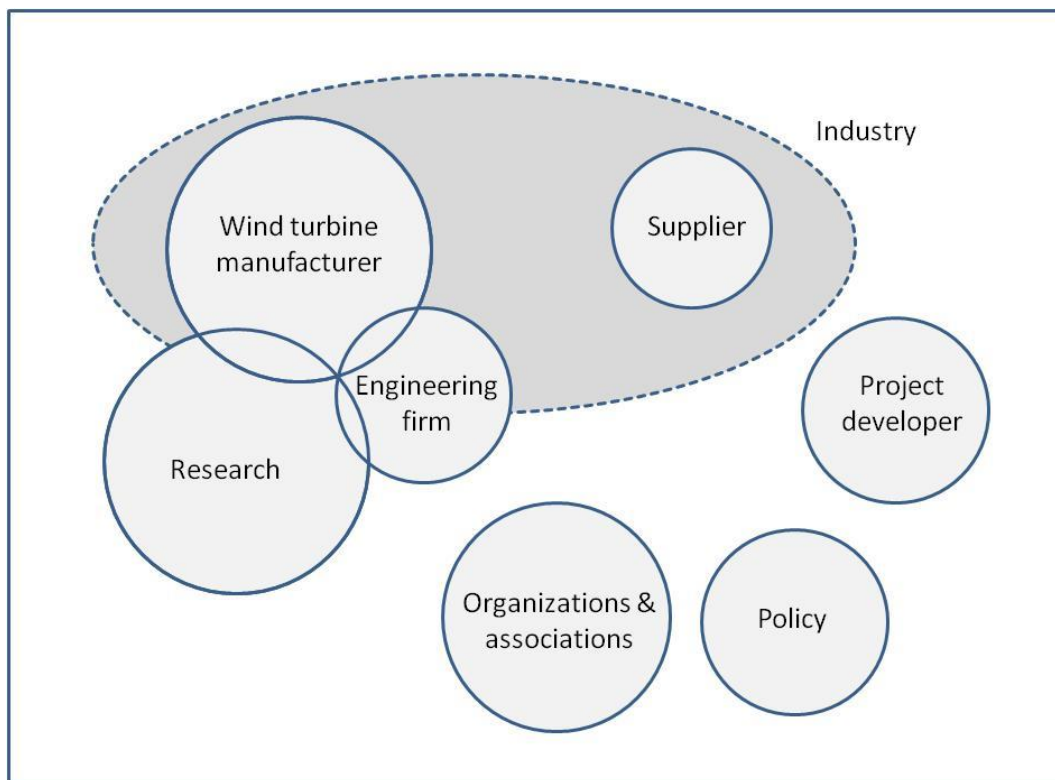 Industry
Wind turbine
manufacturer
Supplier
Engineering
firm
Project
developer
Research
Organizations &
associations
Policy